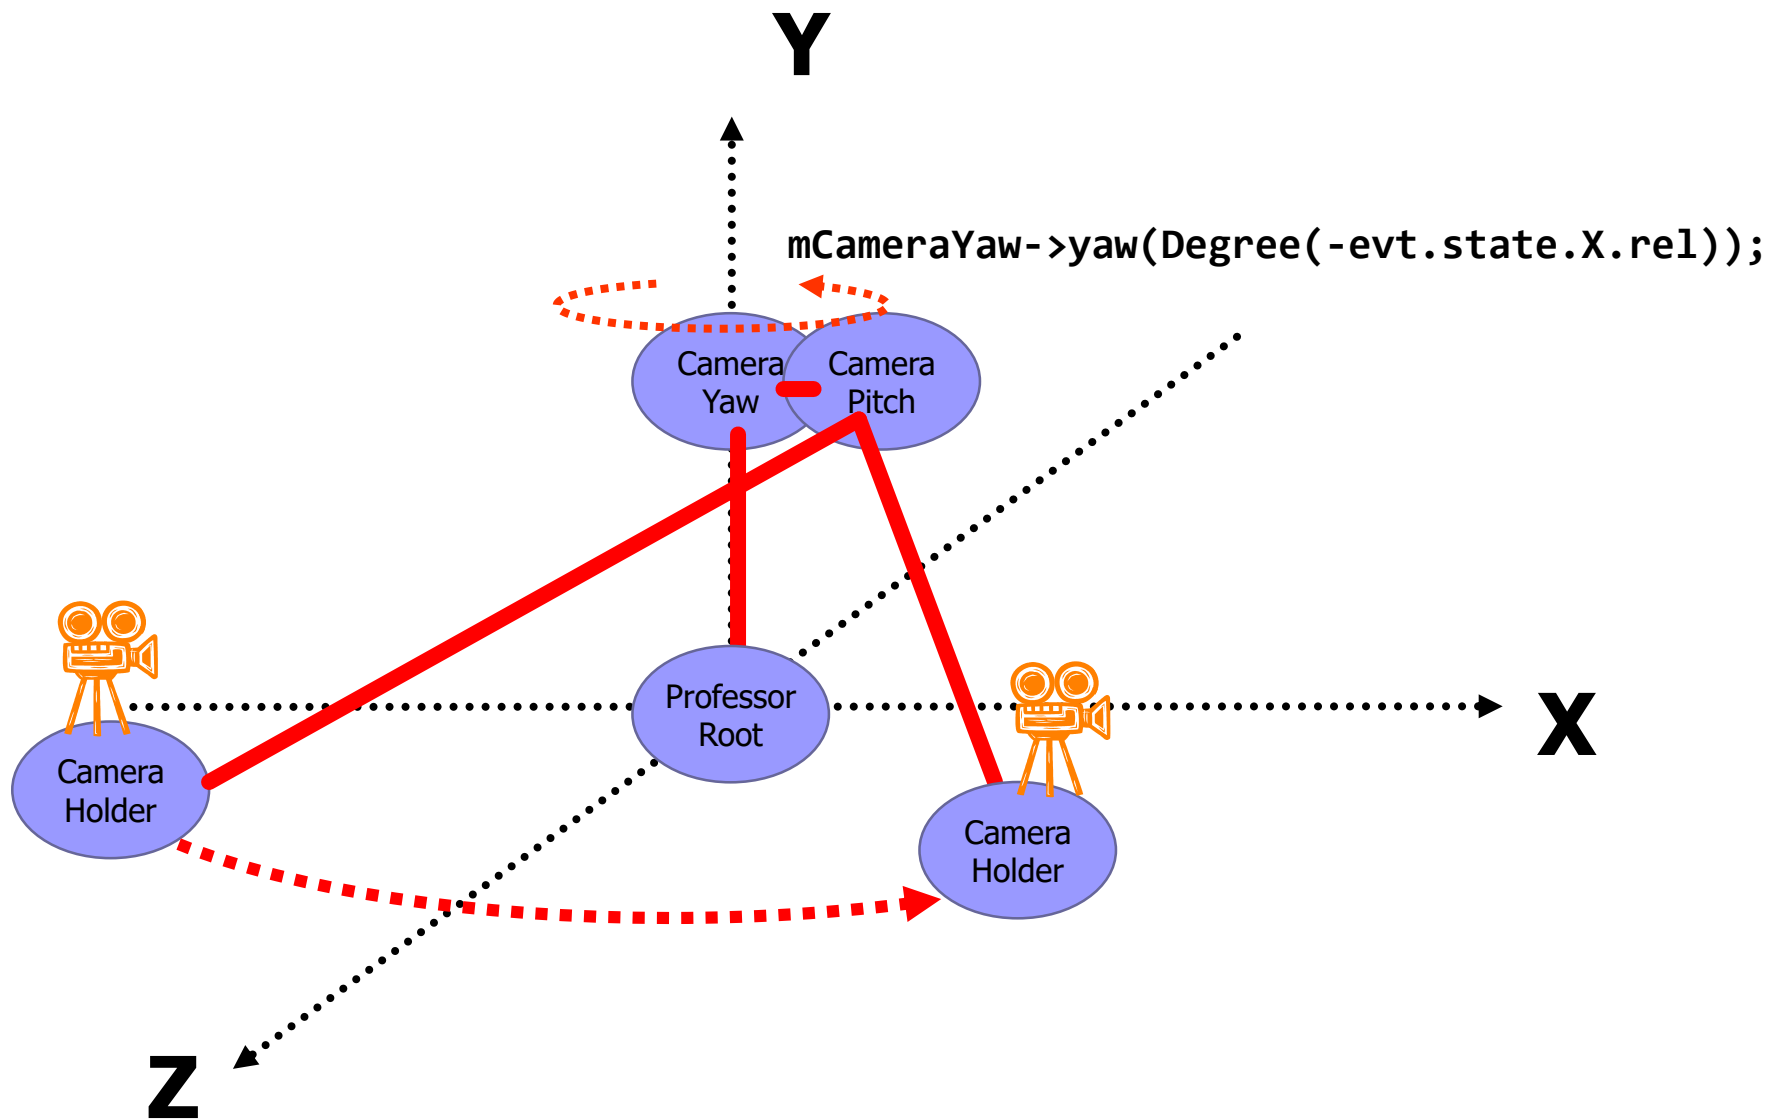 Y
mCameraYaw->yaw(Degree(-evt.state.X.rel));
Camera
Yaw
Camera
Pitch
Professor
Root
X
Camera
Holder
Camera
Holder
Z